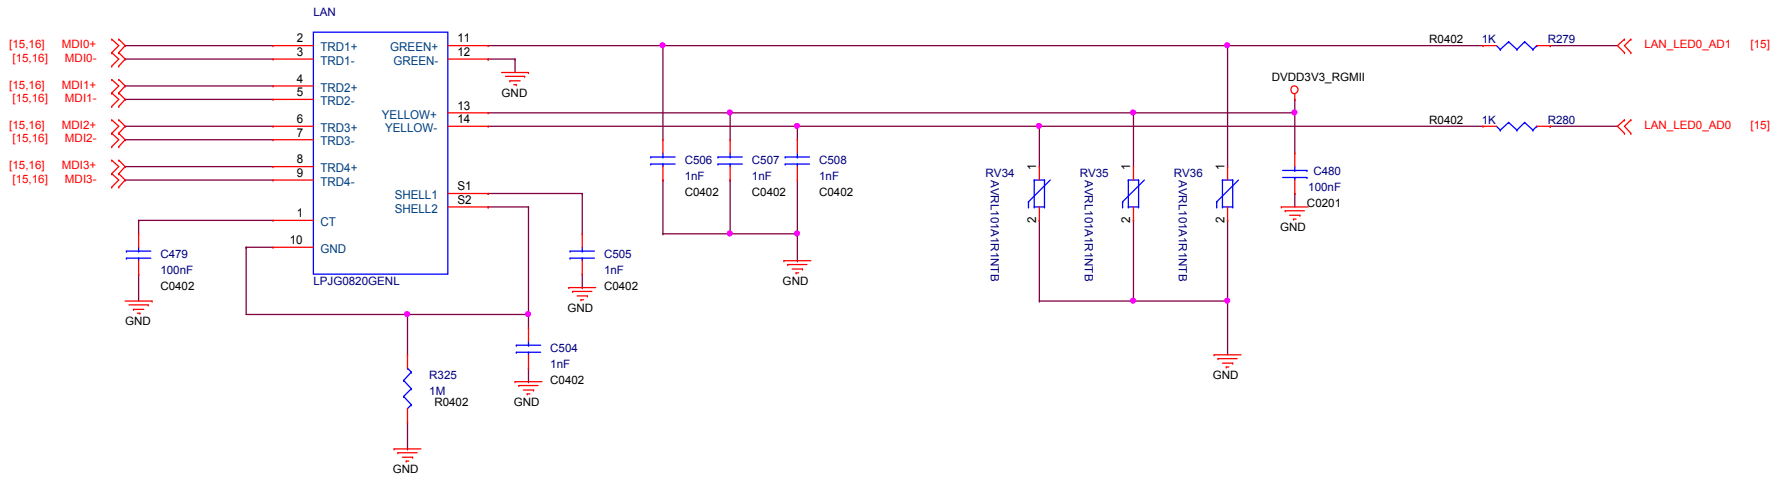 LAN
[15,16] MDI0+ 2 TRD1+ GREEN+ 11 R0402 1K R279 LAN_LED0_AD1 [15]
[15,16] MDI0- 3 TRD1- GREEN- 12
GND
DVDD3V3_RGMII
[15,16] MDI1+ 4 TRD2+
[15,16] MDI1- 5 TRD2-
YELLOW+ 13
[15,16] MDI2+ 6 TRD3+ YELLOW- 14 R0402 1K R280 LAN_LED0_AD0 [15]
[15,16] MDI2- 7 TRD3-
[15,16] MDI3+ 8 TRD4+
[15,16] MDI3- 9 TRD4-
SHELL1 S1
SHELL2 S2
1 CT
10 GND
LPJG0820GENL
C506
1nF
C0402
C507
1nF
C0402
C508
1nF
C0402
GND
RV34
AVRL101A1R1NTB
1
2
RV35
AVRL101A1R1NTB
1
2
RV36
AVRL101A1R1NTB
1
2
GND
C480
100nF
C0201
GND
C479
100nF
C0402
GND
C505
1nF
C0402
GND
C504
1nF
C0402
GND
R325
1M
R0402
GND